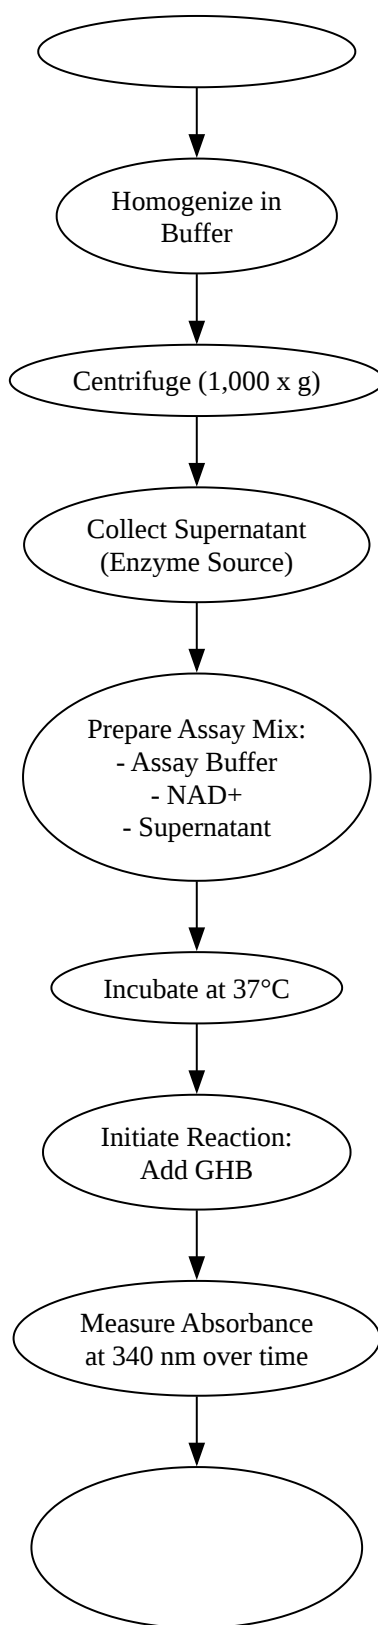 Homogenize in
Buffer
Centrifuge (1,000 x g)
Collect Supernatant
(Enzyme Source)
Prepare Assay Mix:
- Assay Buffer
- NAD+
- Supernatant
Incubate at 37°C
Initiate Reaction:
Add GHB
Measure Absorbance
at 340 nm over time